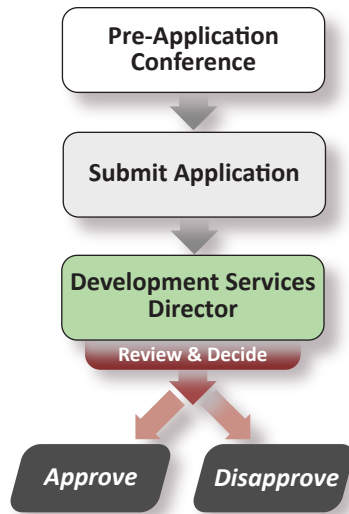 Pre-Application
Conference
Submit Application
Development Services
Director
Review & Decide
Approve
Disapprove